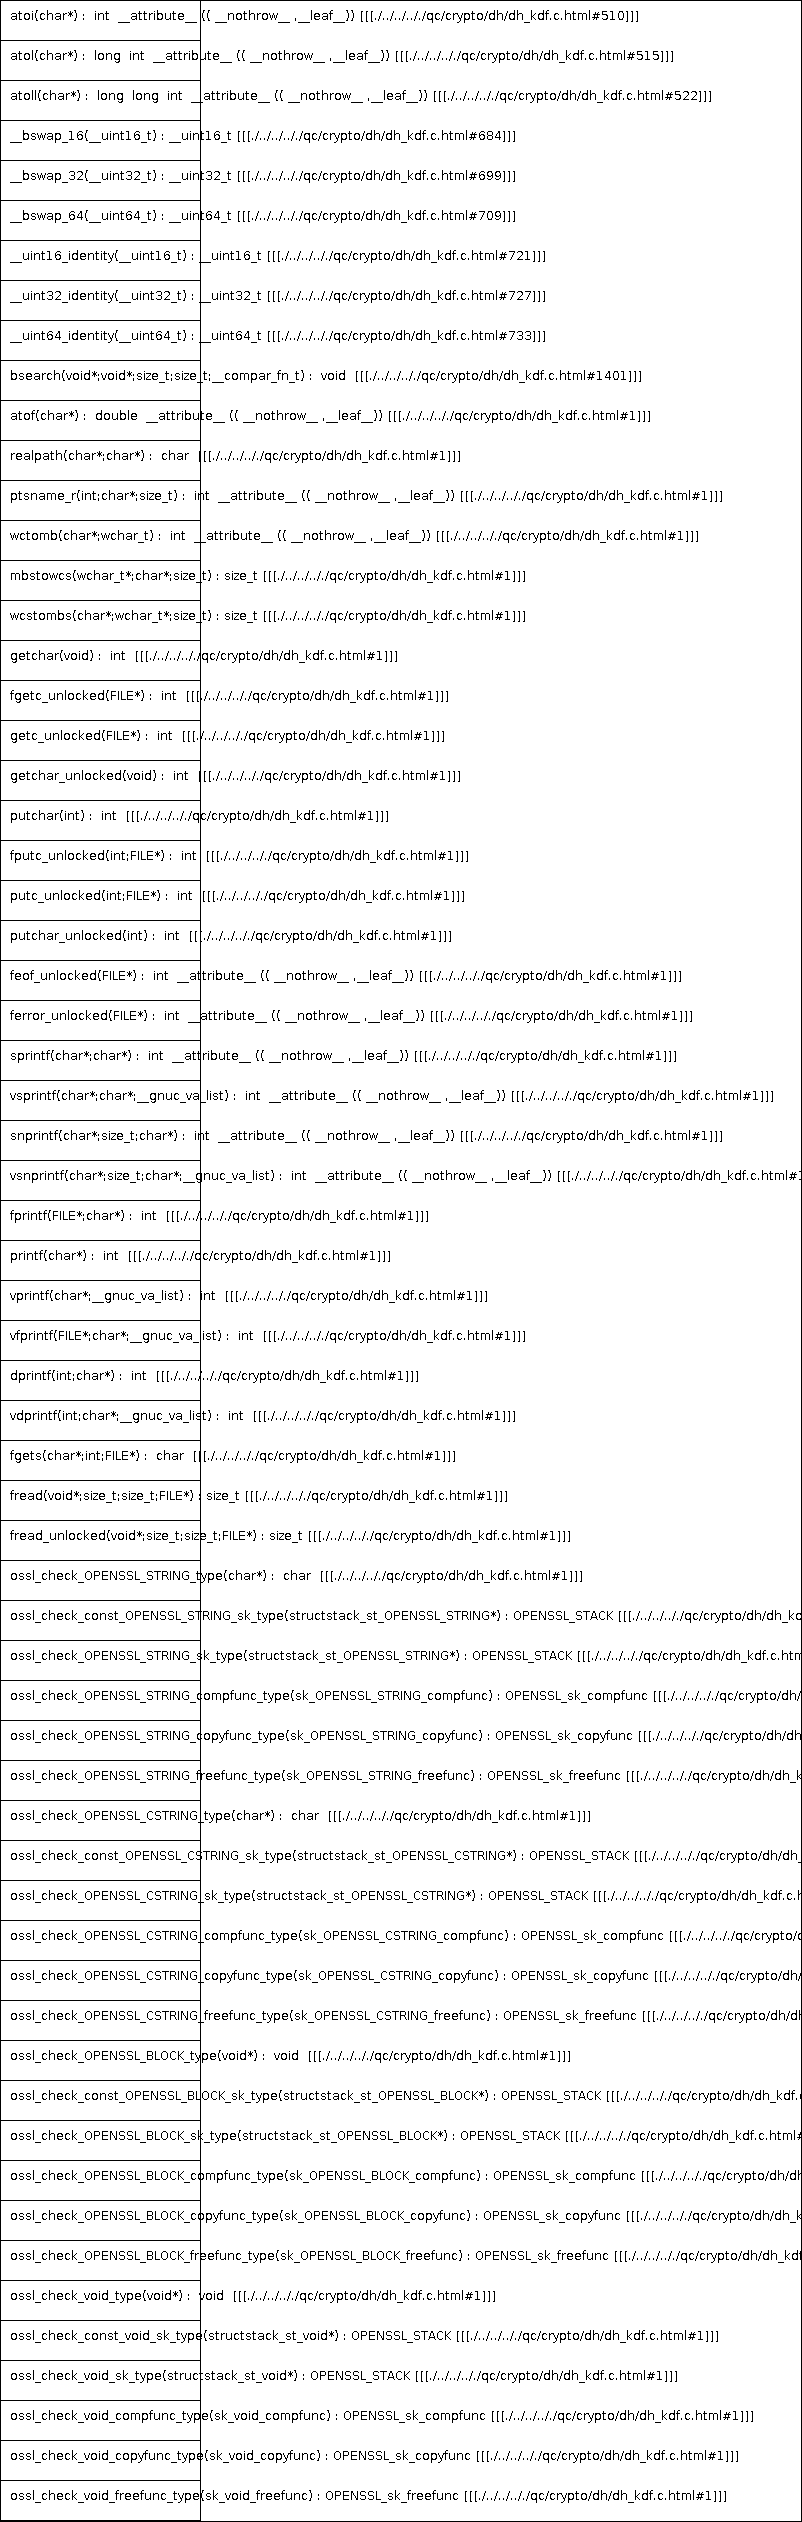 atoi(char*) :  int  __attribute__ (( __nothrow__ ,__leaf__)) [[[./../../../qc/crypto/dh/dh_kdf.c.html#510]]]
atol(char*) :  long  int  __attribute__ (( __nothrow__ ,__leaf__)) [[[./../../../qc/crypto/dh/dh_kdf.c.html#515]]]
atoll(char*) :  long  long  int  __attribute__ (( __nothrow__ ,__leaf__)) [[[./../../../qc/crypto/dh/dh_kdf.c.html#522]]]
__bswap_16(__uint16_t) : __uint16_t [[[./../../../qc/crypto/dh/dh_kdf.c.html#684]]]
__bswap_32(__uint32_t) : __uint32_t [[[./../../../qc/crypto/dh/dh_kdf.c.html#699]]]
__bswap_64(__uint64_t) : __uint64_t [[[./../../../qc/crypto/dh/dh_kdf.c.html#709]]]
__uint16_identity(__uint16_t) : __uint16_t [[[./../../../qc/crypto/dh/dh_kdf.c.html#721]]]
__uint32_identity(__uint32_t) : __uint32_t [[[./../../../qc/crypto/dh/dh_kdf.c.html#727]]]
__uint64_identity(__uint64_t) : __uint64_t [[[./../../../qc/crypto/dh/dh_kdf.c.html#733]]]
bsearch(void*;void*;size_t;size_t;__compar_fn_t) :  void  [[[./../../../qc/crypto/dh/dh_kdf.c.html#1401]]]
atof(char*) :  double  __attribute__ (( __nothrow__ ,__leaf__)) [[[./../../../qc/crypto/dh/dh_kdf.c.html#1]]]
realpath(char*;char*) :  char  [[[./../../../qc/crypto/dh/dh_kdf.c.html#1]]]
ptsname_r(int;char*;size_t) :  int  __attribute__ (( __nothrow__ ,__leaf__)) [[[./../../../qc/crypto/dh/dh_kdf.c.html#1]]]
wctomb(char*;wchar_t) :  int  __attribute__ (( __nothrow__ ,__leaf__)) [[[./../../../qc/crypto/dh/dh_kdf.c.html#1]]]
mbstowcs(wchar_t*;char*;size_t) : size_t [[[./../../../qc/crypto/dh/dh_kdf.c.html#1]]]
wcstombs(char*;wchar_t*;size_t) : size_t [[[./../../../qc/crypto/dh/dh_kdf.c.html#1]]]
getchar(void) :  int  [[[./../../../qc/crypto/dh/dh_kdf.c.html#1]]]
fgetc_unlocked(FILE*) :  int  [[[./../../../qc/crypto/dh/dh_kdf.c.html#1]]]
getc_unlocked(FILE*) :  int  [[[./../../../qc/crypto/dh/dh_kdf.c.html#1]]]
getchar_unlocked(void) :  int  [[[./../../../qc/crypto/dh/dh_kdf.c.html#1]]]
putchar(int) :  int  [[[./../../../qc/crypto/dh/dh_kdf.c.html#1]]]
fputc_unlocked(int;FILE*) :  int  [[[./../../../qc/crypto/dh/dh_kdf.c.html#1]]]
putc_unlocked(int;FILE*) :  int  [[[./../../../qc/crypto/dh/dh_kdf.c.html#1]]]
putchar_unlocked(int) :  int  [[[./../../../qc/crypto/dh/dh_kdf.c.html#1]]]
feof_unlocked(FILE*) :  int  __attribute__ (( __nothrow__ ,__leaf__)) [[[./../../../qc/crypto/dh/dh_kdf.c.html#1]]]
ferror_unlocked(FILE*) :  int  __attribute__ (( __nothrow__ ,__leaf__)) [[[./../../../qc/crypto/dh/dh_kdf.c.html#1]]]
sprintf(char*;char*) :  int  __attribute__ (( __nothrow__ ,__leaf__)) [[[./../../../qc/crypto/dh/dh_kdf.c.html#1]]]
vsprintf(char*;char*;__gnuc_va_list) :  int  __attribute__ (( __nothrow__ ,__leaf__)) [[[./../../../qc/crypto/dh/dh_kdf.c.html#1]]]
snprintf(char*;size_t;char*) :  int  __attribute__ (( __nothrow__ ,__leaf__)) [[[./../../../qc/crypto/dh/dh_kdf.c.html#1]]]
vsnprintf(char*;size_t;char*;__gnuc_va_list) :  int  __attribute__ (( __nothrow__ ,__leaf__)) [[[./../../../qc/crypto/dh/dh_kdf.c.html#1
fprintf(FILE*;char*) :  int  [[[./../../../qc/crypto/dh/dh_kdf.c.html#1]]]
printf(char*) :  int  [[[./../../../qc/crypto/dh/dh_kdf.c.html#1]]]
vprintf(char*;__gnuc_va_list) :  int  [[[./../../../qc/crypto/dh/dh_kdf.c.html#1]]]
vfprintf(FILE*;char*;__gnuc_va_list) :  int  [[[./../../../qc/crypto/dh/dh_kdf.c.html#1]]]
dprintf(int;char*) :  int  [[[./../../../qc/crypto/dh/dh_kdf.c.html#1]]]
vdprintf(int;char*;__gnuc_va_list) :  int  [[[./../../../qc/crypto/dh/dh_kdf.c.html#1]]]
fgets(char*;int;FILE*) :  char  [[[./../../../qc/crypto/dh/dh_kdf.c.html#1]]]
fread(void*;size_t;size_t;FILE*) : size_t [[[./../../../qc/crypto/dh/dh_kdf.c.html#1]]]
fread_unlocked(void*;size_t;size_t;FILE*) : size_t [[[./../../../qc/crypto/dh/dh_kdf.c.html#1]]]
ossl_check_OPENSSL_STRING_type(char*) :  char  [[[./../../../qc/crypto/dh/dh_kdf.c.html#1]]]
ossl_check_const_OPENSSL_STRING_sk_type(structstack_st_OPENSSL_STRING*) : OPENSSL_STACK [[[./../../../qc/crypto/dh/dh_kd
ossl_check_OPENSSL_STRING_sk_type(structstack_st_OPENSSL_STRING*) : OPENSSL_STACK [[[./../../../qc/crypto/dh/dh_kdf.c.htm
ossl_check_OPENSSL_STRING_compfunc_type(sk_OPENSSL_STRING_compfunc) : OPENSSL_sk_compfunc [[[./../../../qc/crypto/dh/
ossl_check_OPENSSL_STRING_copyfunc_type(sk_OPENSSL_STRING_copyfunc) : OPENSSL_sk_copyfunc [[[./../../../qc/crypto/dh/dh
ossl_check_OPENSSL_STRING_freefunc_type(sk_OPENSSL_STRING_freefunc) : OPENSSL_sk_freefunc [[[./../../../qc/crypto/dh/dh_k
ossl_check_OPENSSL_CSTRING_type(char*) :  char  [[[./../../../qc/crypto/dh/dh_kdf.c.html#1]]]
ossl_check_const_OPENSSL_CSTRING_sk_type(structstack_st_OPENSSL_CSTRING*) : OPENSSL_STACK [[[./../../../qc/crypto/dh/dh_
ossl_check_OPENSSL_CSTRING_sk_type(structstack_st_OPENSSL_CSTRING*) : OPENSSL_STACK [[[./../../../qc/crypto/dh/dh_kdf.c.h
ossl_check_OPENSSL_CSTRING_compfunc_type(sk_OPENSSL_CSTRING_compfunc) : OPENSSL_sk_compfunc [[[./../../../qc/crypto/d
ossl_check_OPENSSL_CSTRING_copyfunc_type(sk_OPENSSL_CSTRING_copyfunc) : OPENSSL_sk_copyfunc [[[./../../../qc/crypto/dh/
ossl_check_OPENSSL_CSTRING_freefunc_type(sk_OPENSSL_CSTRING_freefunc) : OPENSSL_sk_freefunc [[[./../../../qc/crypto/dh/dh
ossl_check_OPENSSL_BLOCK_type(void*) :  void  [[[./../../../qc/crypto/dh/dh_kdf.c.html#1]]]
ossl_check_const_OPENSSL_BLOCK_sk_type(structstack_st_OPENSSL_BLOCK*) : OPENSSL_STACK [[[./../../../qc/crypto/dh/dh_kdf.c
ossl_check_OPENSSL_BLOCK_sk_type(structstack_st_OPENSSL_BLOCK*) : OPENSSL_STACK [[[./../../../qc/crypto/dh/dh_kdf.c.html#
ossl_check_OPENSSL_BLOCK_compfunc_type(sk_OPENSSL_BLOCK_compfunc) : OPENSSL_sk_compfunc [[[./../../../qc/crypto/dh/dh
ossl_check_OPENSSL_BLOCK_copyfunc_type(sk_OPENSSL_BLOCK_copyfunc) : OPENSSL_sk_copyfunc [[[./../../../qc/crypto/dh/dh_k
ossl_check_OPENSSL_BLOCK_freefunc_type(sk_OPENSSL_BLOCK_freefunc) : OPENSSL_sk_freefunc [[[./../../../qc/crypto/dh/dh_kdf
ossl_check_void_type(void*) :  void  [[[./../../../qc/crypto/dh/dh_kdf.c.html#1]]]
ossl_check_const_void_sk_type(structstack_st_void*) : OPENSSL_STACK [[[./../../../qc/crypto/dh/dh_kdf.c.html#1]]]
ossl_check_void_sk_type(structstack_st_void*) : OPENSSL_STACK [[[./../../../qc/crypto/dh/dh_kdf.c.html#1]]]
ossl_check_void_compfunc_type(sk_void_compfunc) : OPENSSL_sk_compfunc [[[./../../../qc/crypto/dh/dh_kdf.c.html#1]]]
ossl_check_void_copyfunc_type(sk_void_copyfunc) : OPENSSL_sk_copyfunc [[[./../../../qc/crypto/dh/dh_kdf.c.html#1]]]
ossl_check_void_freefunc_type(sk_void_freefunc) : OPENSSL_sk_freefunc [[[./../../../qc/crypto/dh/dh_kdf.c.html#1]]]